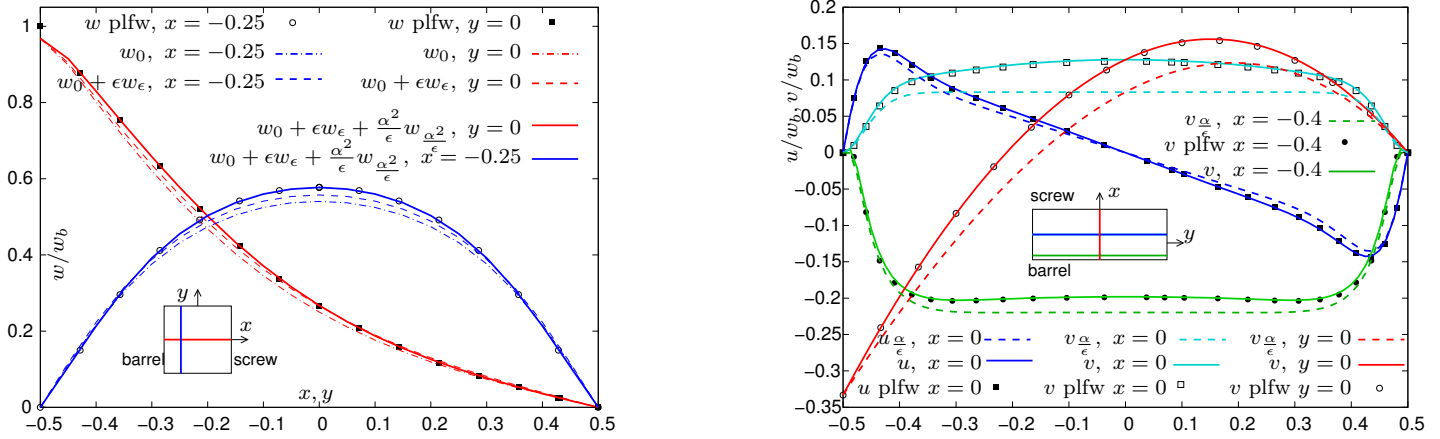 w plfw, x = −0.25
w plfw, y = 0
w₀, x = −0.25
w₀, y = 0
w₀ + ϵw_ϵ, x = −0.25
w₀ + ϵw_ϵ, y = 0
w₀ + ϵw_ϵ + α²/ϵ w_{α²/ϵ}, y = 0
w₀ + ϵw_ϵ + α²/ϵ w_{α²/ϵ}, x = −0.25
w/w_b
1
0.8
0.6
0.4
0.2
0
y
x
barrel
screw
−0.5 −0.4 −0.3 −0.2 −0.1 0 0.1 0.2 0.3 0.4 0.5
x, y
u/w_b, v/w_b
0.15
0.1
0.05
0
−0.05
−0.1
−0.15
−0.2
−0.25
−0.3
−0.35
v_{α/ϵ}, x = −0.4
v plfw x = −0.4
v, x = −0.4
screw
x
y
barrel
u_{α/ϵ}, x = 0
v_{α/ϵ}, x = 0
v_{α/ϵ}, y = 0
u, x = 0
v, x = 0
v, y = 0
u plfw x = 0
v plfw x = 0
v plfw y = 0
−0.5 −0.4 −0.3 −0.2 −0.1 0 0.1 0.2 0.3 0.4 0.5